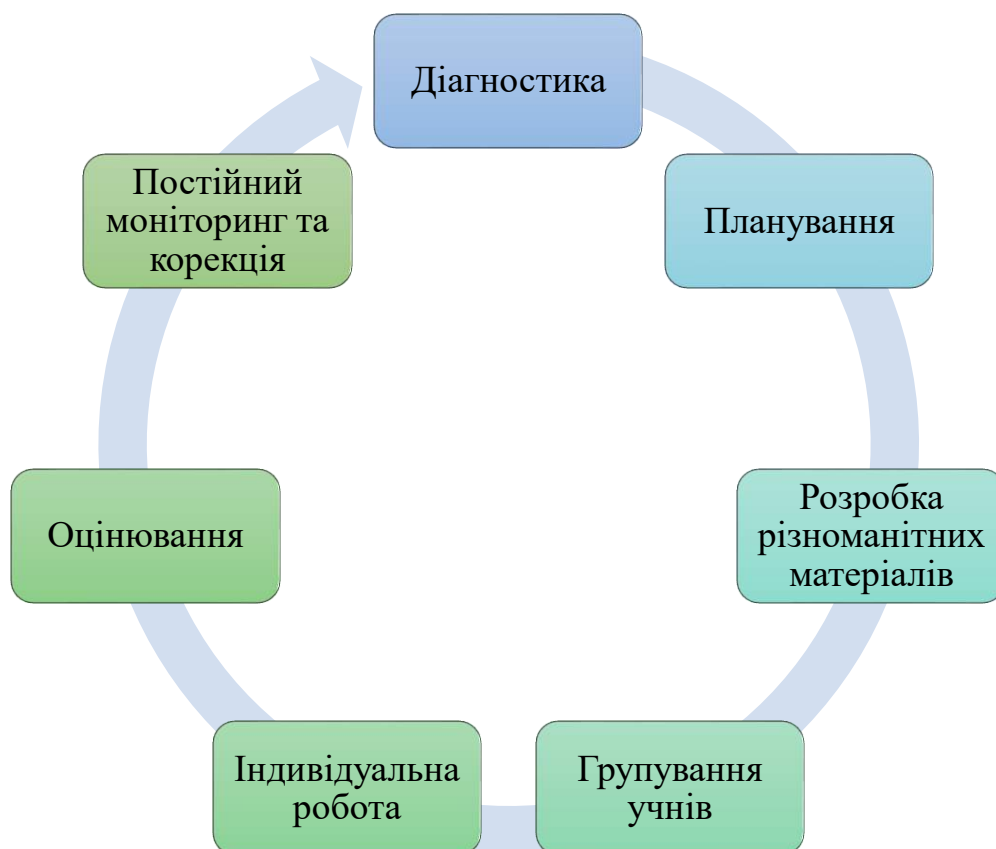 Діагностика
Планування
Розробка
різноманітних
матеріалів
Групування
учнів
Індивідуальна
робота
Оцінювання
Постійний
моніторинг та
корекція